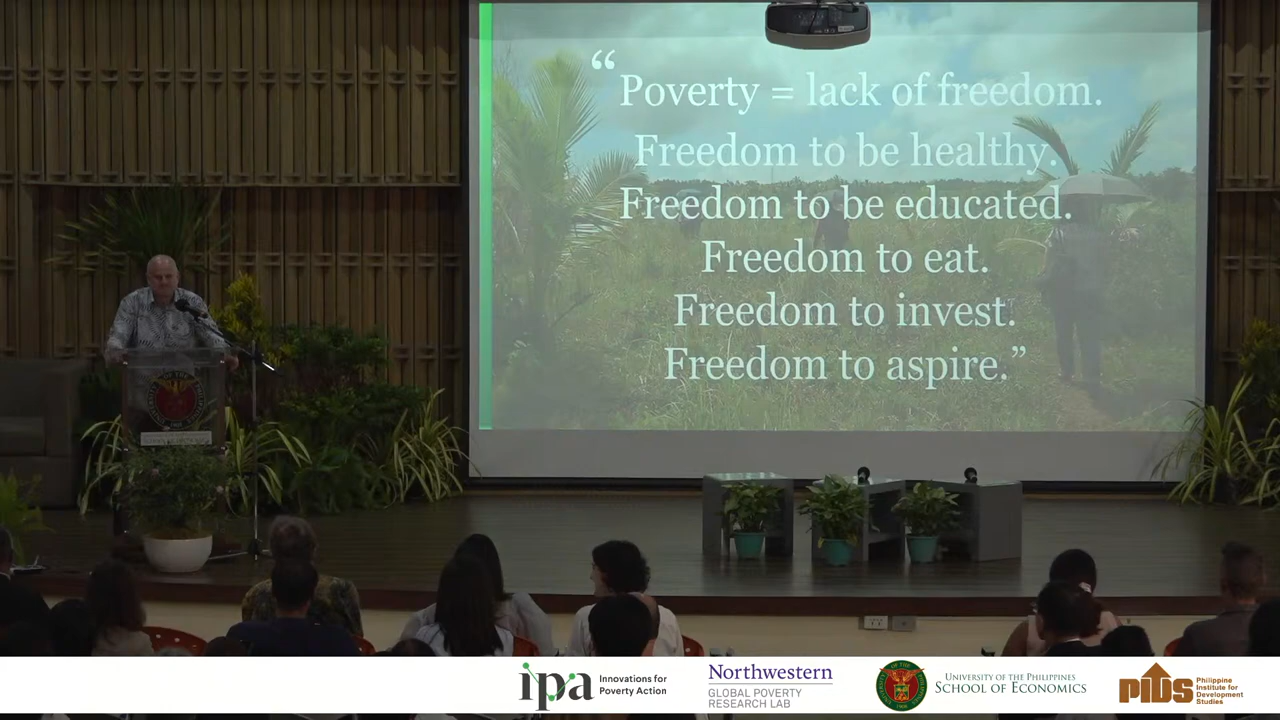 “
Poverty = lack of freedom.
Freedom to be healthy.
Freedom to be educated.
Freedom to eat.
Freedom to invest.
Freedom to aspire.”
ipa
Innovations for
Poverty Action
Northwestern
GLOBAL POVERTY
RESEARCH LAB
UNIVERSITY OF THE PHILIPPINES
SCHOOL OF ECONOMICS
PIDS
Philippine
Institute for
Development
Studies